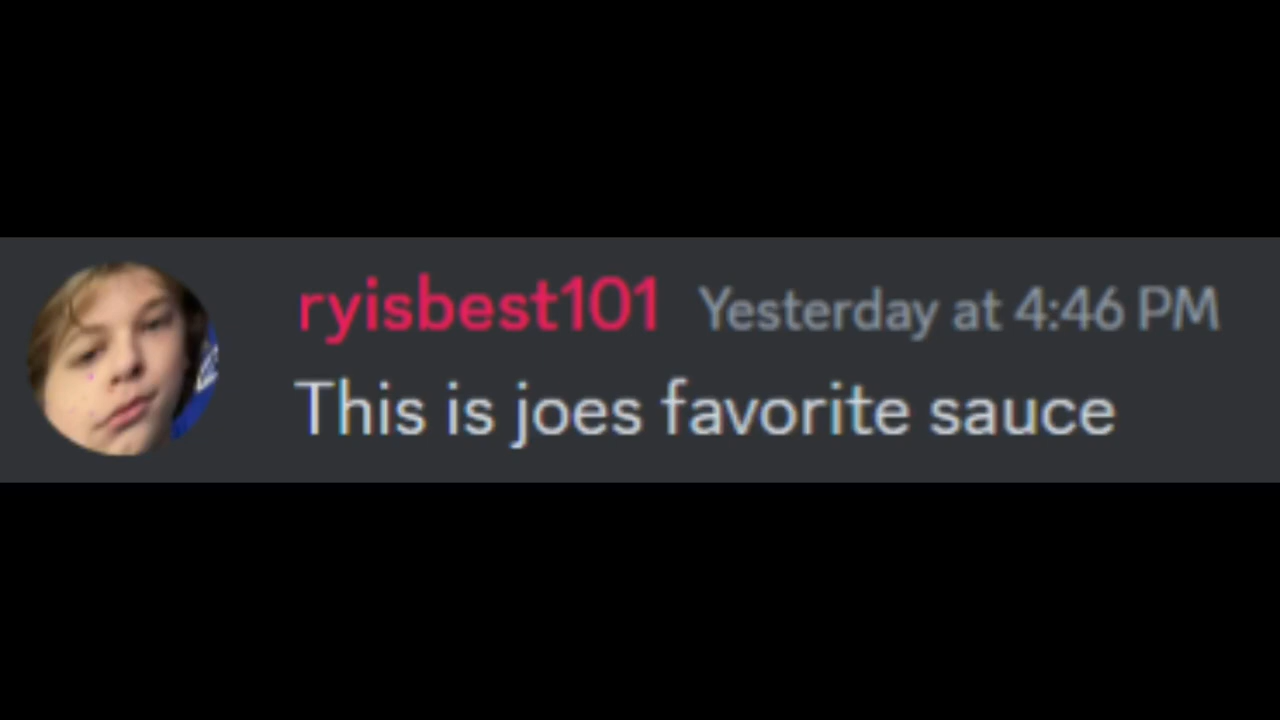 ryisbest101 Yesterday at 4:46 PM
This is joes favorite sauce